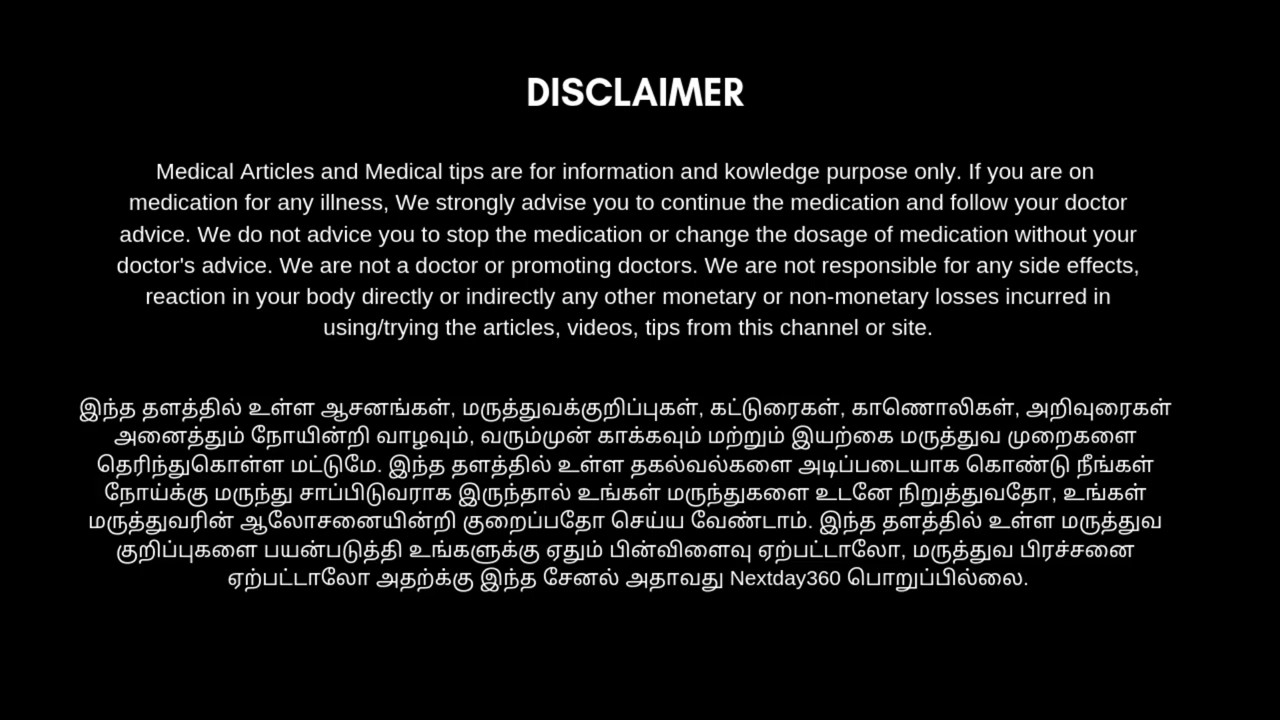 DISCLAIMER
Medical Articles and Medical tips are for information and kowledge purpose only. If you are on
medication for any illness, We strongly advise you to continue the medication and follow your doctor
advice. We do not advice you to stop the medication or change the dosage of medication without your
doctor's advice. We are not a doctor or promoting doctors. We are not responsible for any side effects,
reaction in your body directly or indirectly any other monetary or non-monetary losses incurred in
using/trying the articles, videos, tips from this channel or site.
இந்த தளத்தில் உள்ள ஆசனங்கள், மருத்துவக்குறிப்புகள், கட்டுரைகள், காணொலிகள், அறிவுரைகள்
அனைத்தும் நோயின்றி வாழவும், வரும்முன் காக்கவும் மற்றும் இயற்கை மருத்துவ முறைகளை
தெரிந்துகொள்ள மட்டுமே. இந்த தளத்தில் உள்ள தகல்வல்களை அடிப்படையாக கொண்டு நீங்கள்
நோய்க்கு மருந்து சாப்பிடுவராக இருந்தால் உங்கள் மருந்துகளை உடனே நிறுத்துவதோ, உங்கள்
மருத்துவரின் ஆலோசனையின்றி குறைப்பதோ செய்ய வேண்டாம். இந்த தளத்தில் உள்ள மருத்துவ
குறிப்புகளை பயன்படுத்தி உங்களுக்கு ஏதும் பின்விளைவு ஏற்பட்டாலோ, மருத்துவ பிரச்சனை
ஏற்பட்டாலோ அதற்க்கு இந்த சேனல் அதாவது Nextday360 பொறுப்பில்லை.